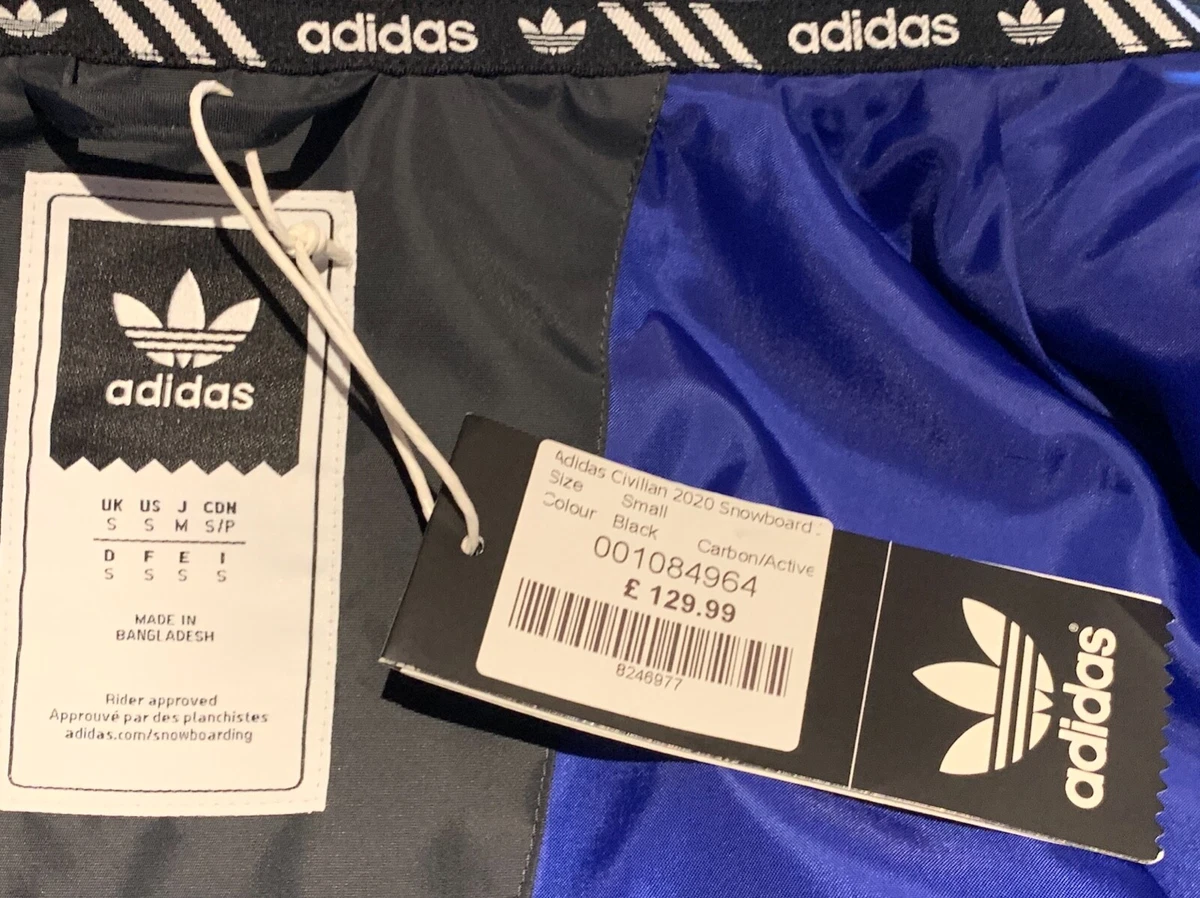 adidas adidas
adidas
UK US J CDN
S S M S/P
D F E I
S S S S
MADE IN
BANGLADESH
Rider approved
Approuvé par des planchistes
adidas.com/snowboarding
Adidas Civilian 2020 Snowboard
Size Small
Colour Black Carbon/Active
001084964
£ 129.99
8246977
adidas®